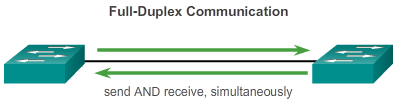 Full-Duplex Communication
send AND receive, simultaneously